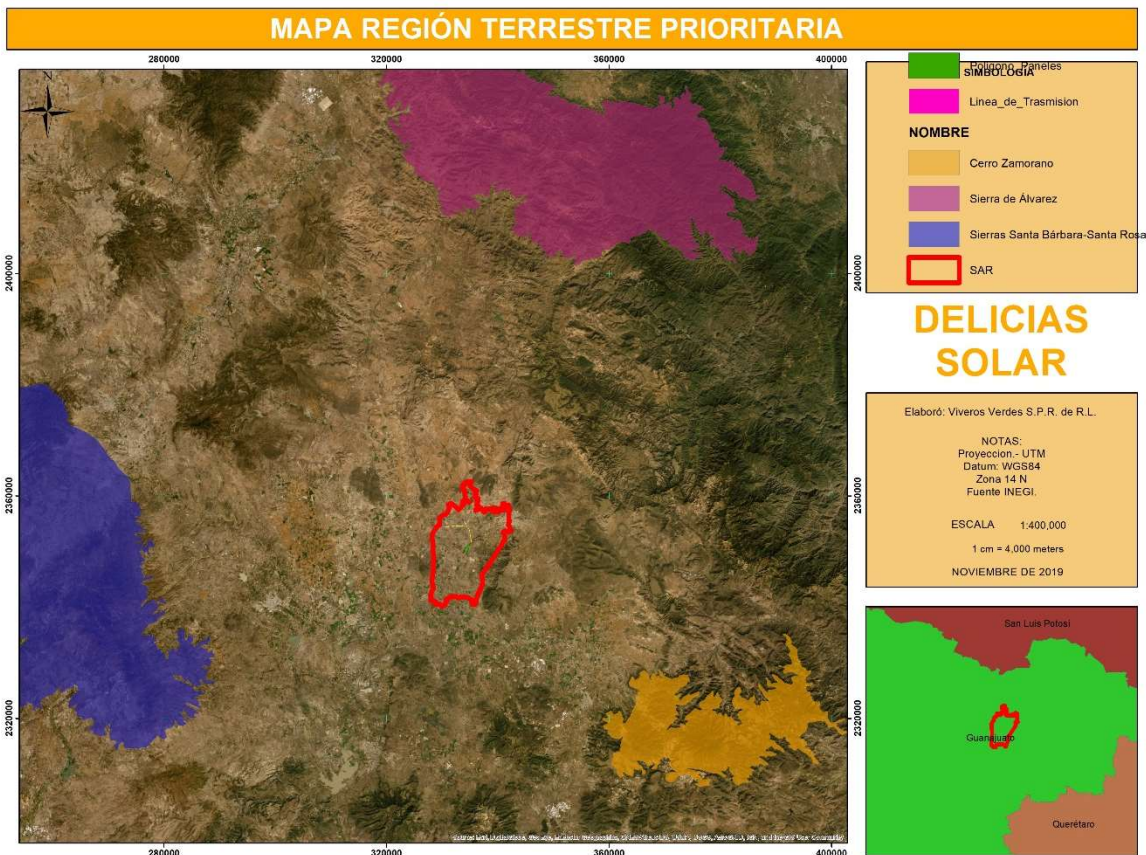 MAPA REGIÓN TERRESTRE PRIORITARIA
280000 320000 360000 400000
N
2400000 2400000
2360000 2360000
2320000 2320000
280000 320000 360000 400000
Poligono_Paneles
SIMBOLOGÍA
Linea_de_Trasmision
NOMBRE
Cerro Zamorano
Sierra de Álvarez
Sierras Santa Bárbara-Santa Rosa
SAR
DELICIAS
SOLAR
Elaboró: Viveros Verdes S.P.R. de R.L.
NOTAS:
Proyeccion.- UTM
Datum: WGS84
Zona 14 N
Fuente INEGI.
ESCALA 1:400,000
1 cm = 4,000 meters
NOVIEMBRE DE 2019
San Luis Potosí
Guanajuato
Querétaro